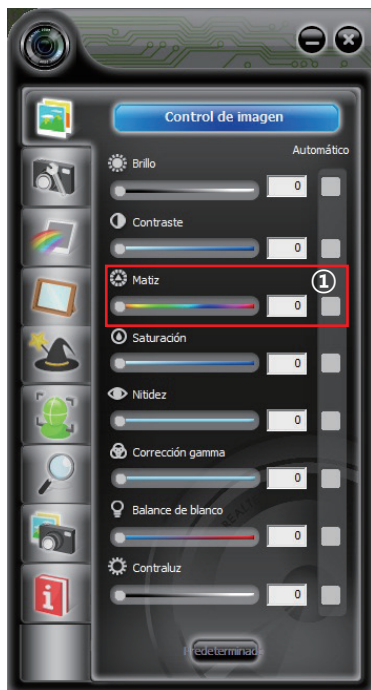 Control de imagen
Automático
Brillo
0
Contraste
0
Matiz
①
0
Saturación
0
Nitidez
0
Corrección gamma
0
Balance de blanco
0
Contraluz
0
Predeterminado